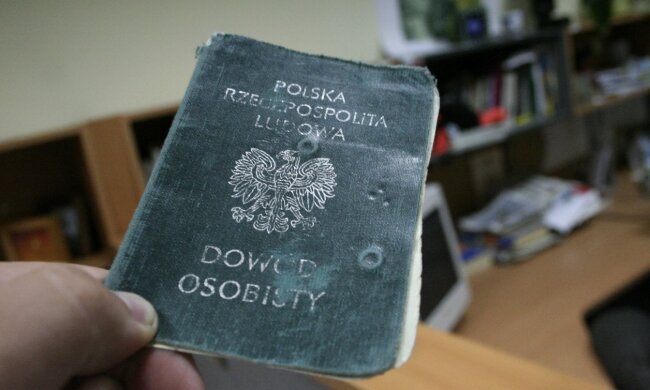 POLSKA
RZECZPOSPOLITA
LUDOWA
DOWÓD
OSOBISTY